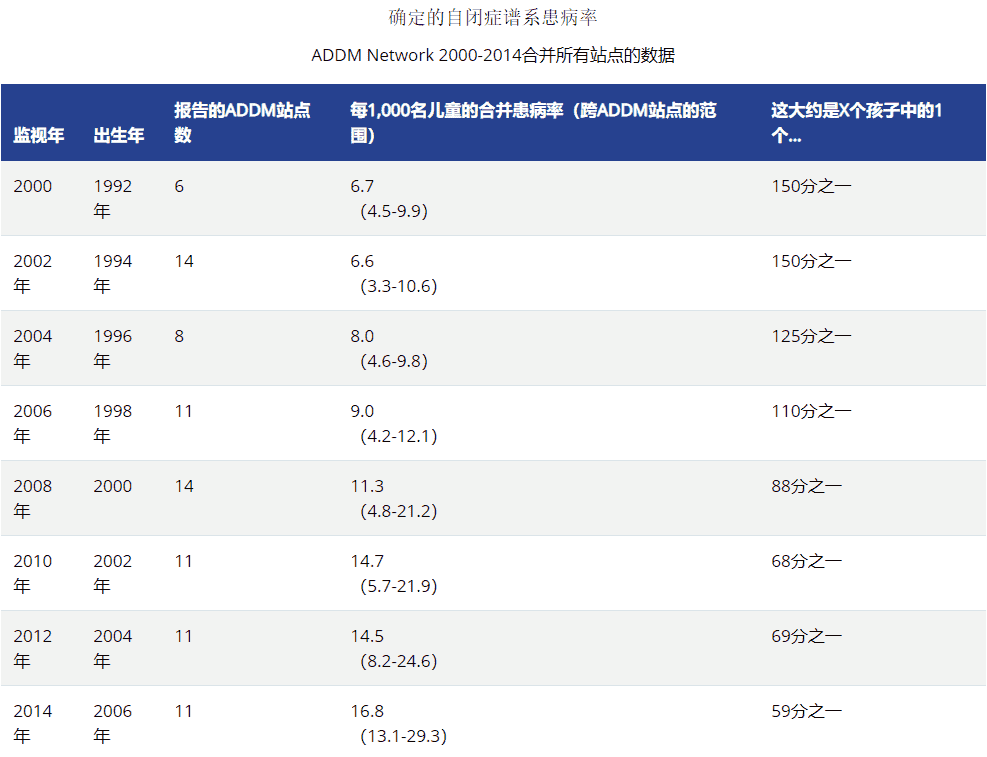 确定的自闭症谱系患病率
ADDM Network 2000-2014合并所有站点的数据
监视年 出生年 报告的ADDM站点数 每1,000名儿童的合并患病率（跨ADDM站点的范围） 这大约是X个孩子中的1个...
2000 1992年 6 6.7（4.5-9.9） 150分之一
2002年 1994年 14 6.6（3.3-10.6） 150分之一
2004年 1996年 8 8.0（4.6-9.8） 125分之一
2006年 1998年 11 9.0（4.2-12.1） 110分之一
2008年 2000 14 11.3（4.8-21.2） 88分之一
2010年 2002年 11 14.7（5.7-21.9） 68分之一
2012年 2004年 11 14.5（8.2-24.6） 69分之一
2014年 2006年 11 16.8（13.1-29.3） 59分之一